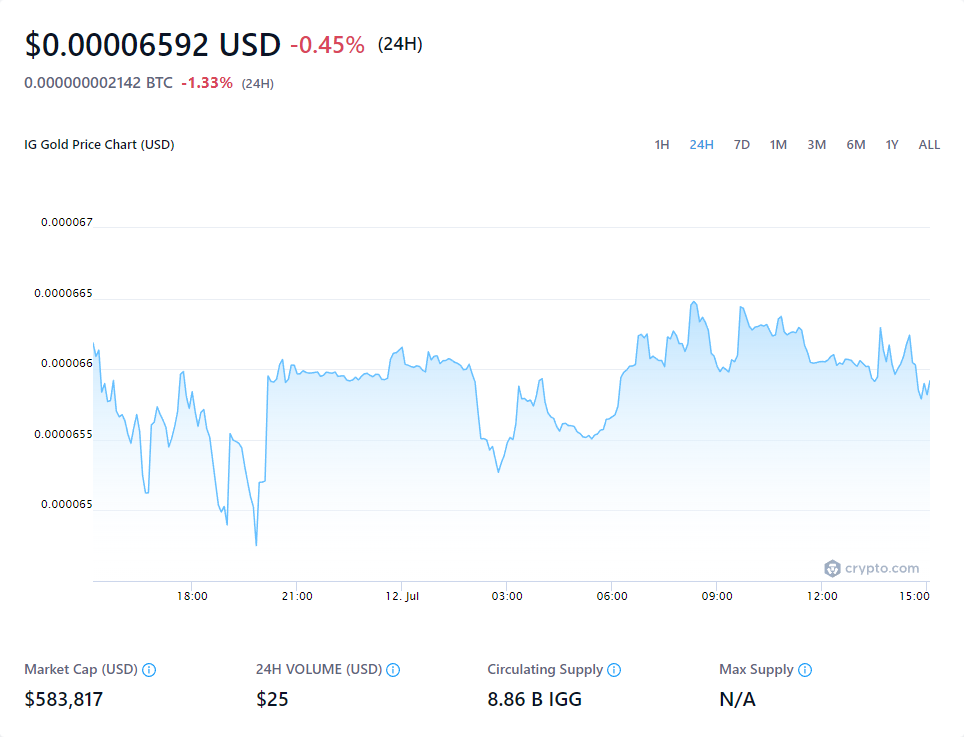 $0.00006592 USD -0.45% (24H)
0.000000002142 BTC -1.33% (24H)
IG Gold Price Chart (USD) 1H 24H 7D 1M 3M 6M 1Y ALL
0.000067
0.0000665
0.000066
0.0000655
0.000065
crypto.com
18:00 21:00 12. Jul 03:00 06:00 09:00 12:00 15:00
Market Cap (USD) 24H VOLUME (USD) Circulating Supply Max Supply
$583,817 $25 8.86 B IGG N/A